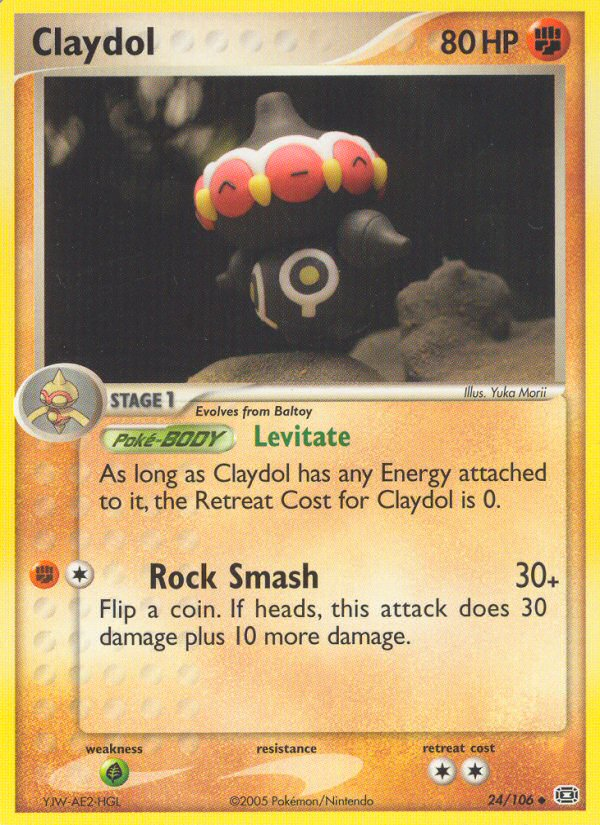 Claydol 80 HP
Illus. Yuka Morii
STAGE 1
Evolves from Baltoy
Poké-BODY Levitate
As long as Claydol has any Energy attached
to it, the Retreat Cost for Claydol is 0.
Rock Smash 30+
Flip a coin. If heads, this attack does 30
damage plus 10 more damage.
weakness resistance retreat cost
YJW-AE2-HGL ©2005 Pokémon/Nintendo 24/106